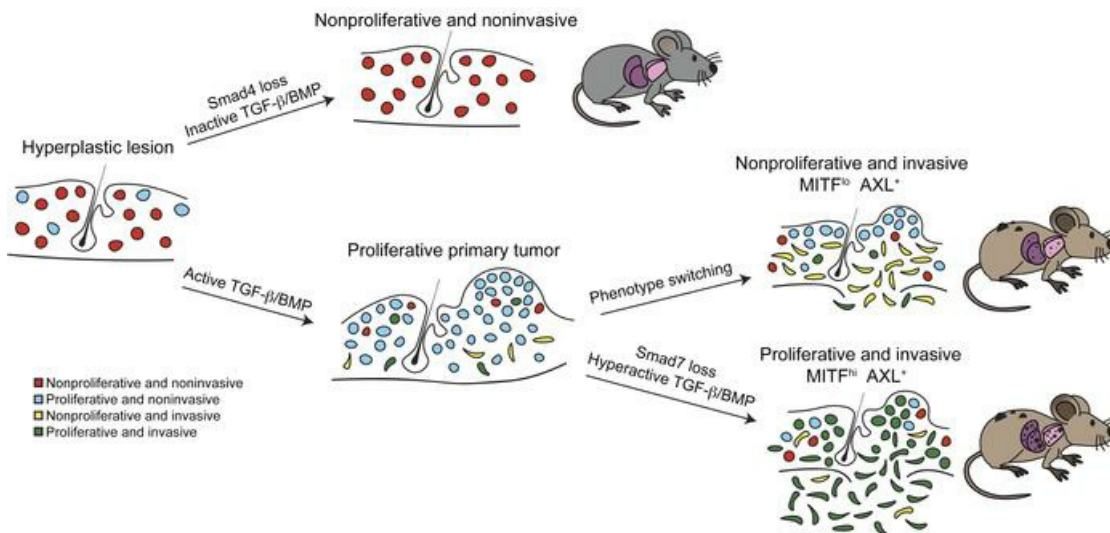 Nonproliferative and noninvasive
Smad4 loss
Inactive TGF-β/BMP
Hyperplastic lesion
Active TGF-β/BMP
Proliferative primary tumor
Phenotype switching
Nonproliferative and invasive
MITFˡᵒ AXL⁺
Smad7 loss
Hyperactive TGF-β/BMP
Proliferative and invasive
MITFʰⁱ AXL⁺
Nonproliferative and noninvasive
Proliferative and noninvasive
Nonproliferative and invasive
Proliferative and invasive